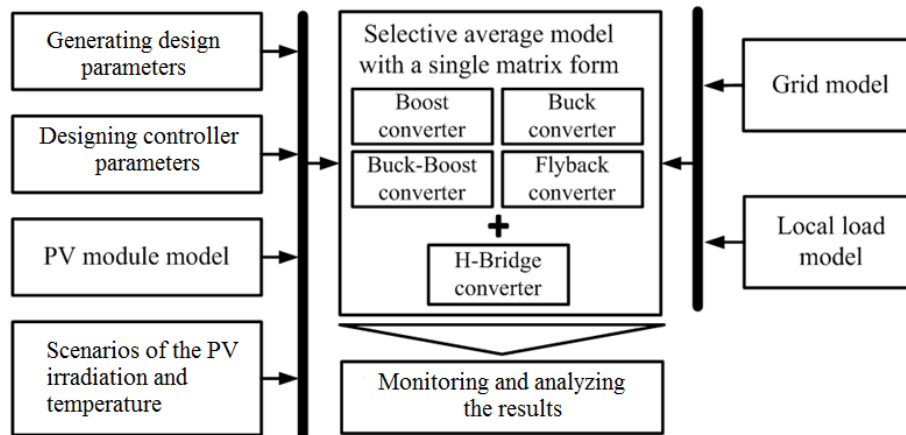 Generating design
parameters
Designing controller
parameters
PV module model
Scenarios of the PV
irradiation and
temperature
Selective average model
with a single matrix form
Boost
converter
Buck
converter
Buck-Boost
converter
Flyback
converter
+
H-Bridge
converter
Monitoring and analyzing
the results
Grid model
Local load
model